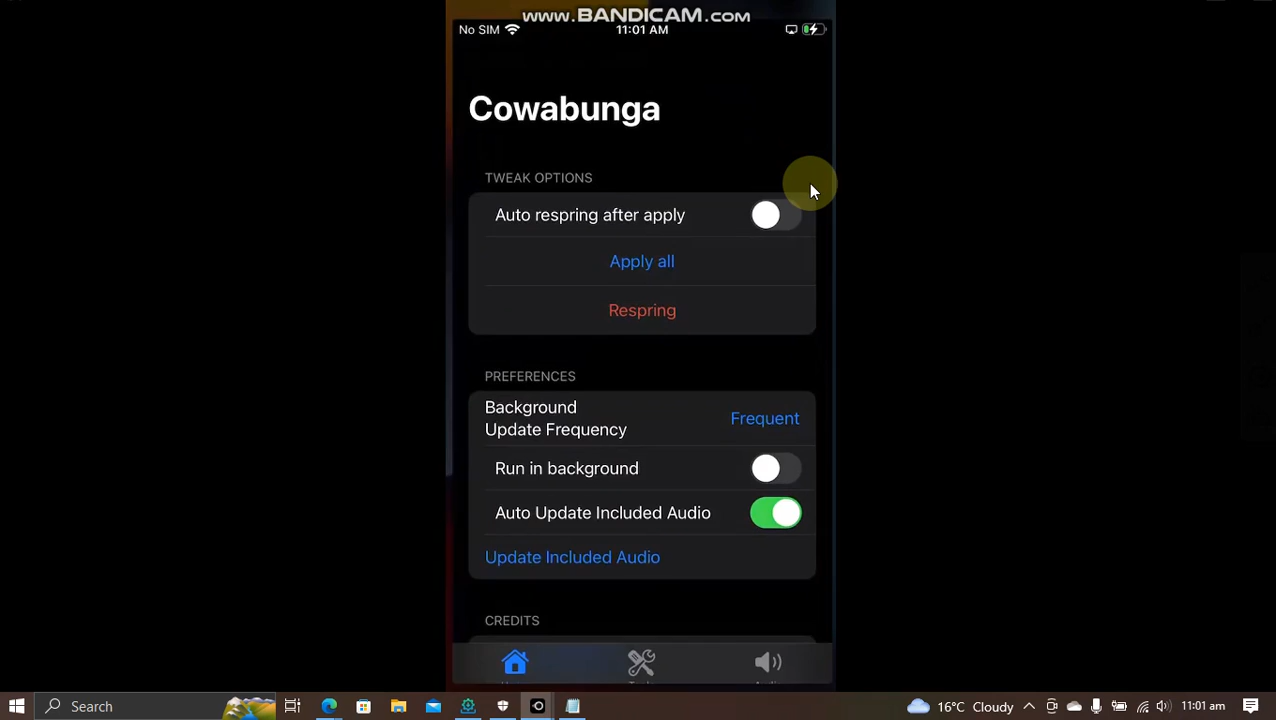 www.BANDICAM.com
No SIM
11:01 AM
Cowabunga
TWEAK OPTIONS
Auto respring after apply
Apply all
Respring
PREFERENCES
Background
Update Frequency
Frequent
Run in background
Auto Update Included Audio
Update Included Audio
CREDITS
Search
16°C Cloudy
11:01 am